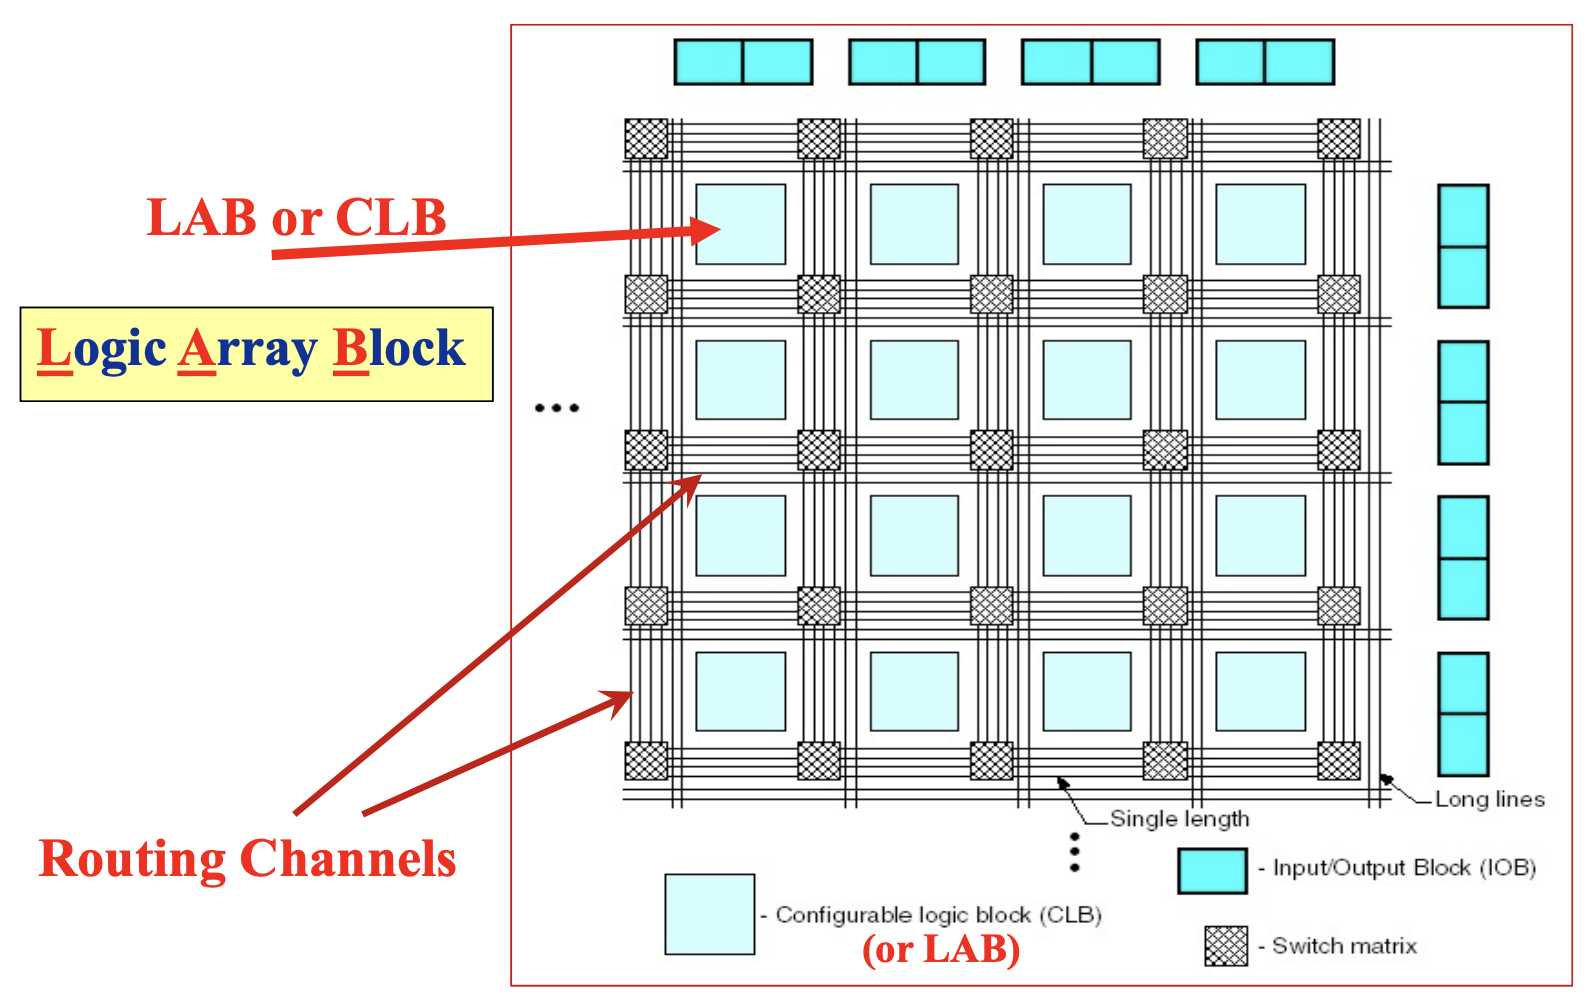 LAB or CLB
Logic Array Block
...
Routing Channels
Long lines
Single length
- Input/Output Block (IOB)
- Configurable logic block (CLB)
(or LAB)
- Switch matrix